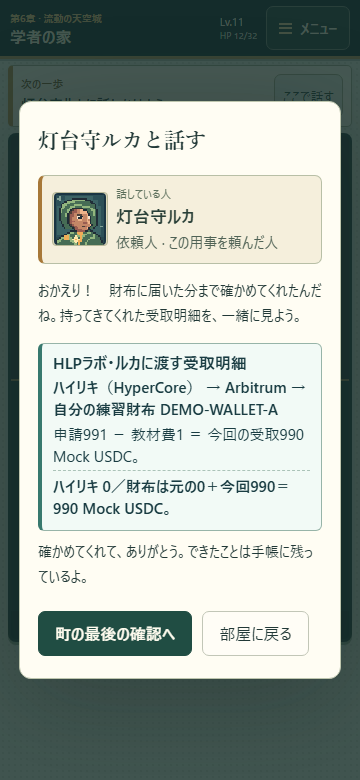 第6章・流動の天空城
学者の家
Lv.11
HP 12/32
メニュー
次の一歩
ここで話す
灯台守ルカと話す
話している人
灯台守ルカ
依頼人・この用事を頼んだ人
おかえり！　財布に届いた分まで確かめてくれたんだ
ね。持ってきてくれた受取明細を、一緒に見よう。
HLPラボ・ルカに渡す受取明細
ハイリキ（HyperCore） → Arbitrum →
自分の練習財布 DEMO-WALLET-A
申請991 − 教材費1 ＝ 今回の受取990
Mock USDC。
ハイリキ 0／財布は元の0＋今回990＝
990 Mock USDC。
確かめてくれて、ありがとう。できたことは手帳に残っ
ているよ。
町の最後の確認へ
部屋に戻る